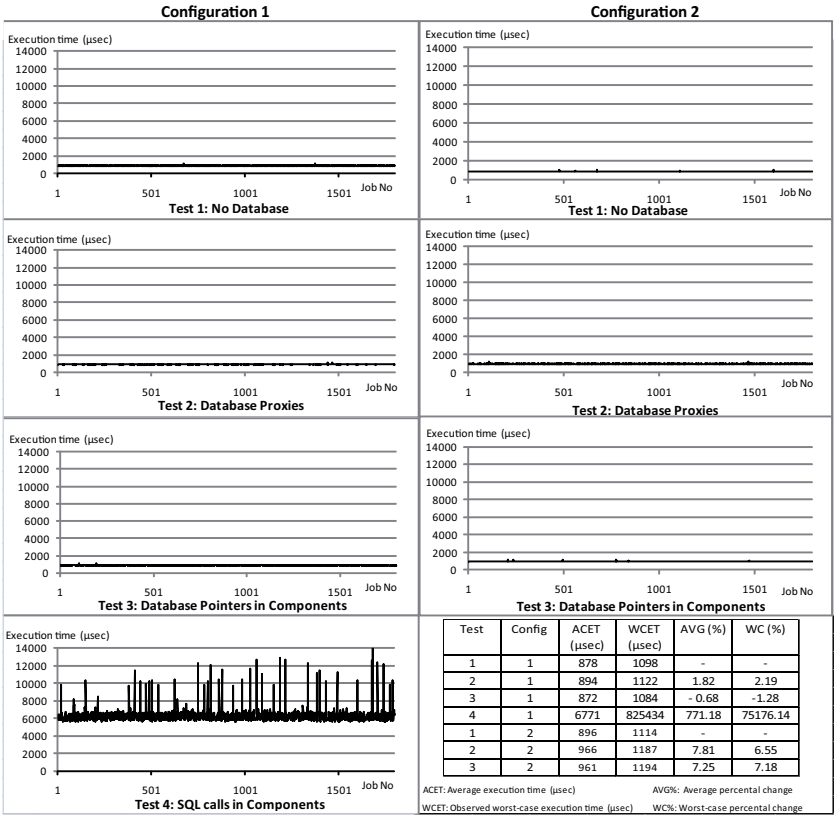 Configuration 1
Execution time (µsec)
14000
12000
10000
8000
6000
4000
2000
0
1 501 1001 1501 Job No
Test 1: No Database
Configuration 2
Execution time (µsec)
14000
12000
10000
8000
6000
4000
2000
0
1 501 1001 1501 Job No
Test 1: No Database
Execution time (µsec)
14000
12000
10000
8000
6000
4000
2000
0
1 501 1001 1501 Job No
Test 2: Database Proxies
Execution time (µsec)
14000
12000
10000
8000
6000
4000
2000
0
1 501 1001 1501 Job No
Test 2: Database Proxies
Execution time (µsec)
14000
12000
10000
8000
6000
4000
2000
0
1 501 1001 1501 Job No
Test 3: Database Pointers in Components
Execution time (µsec)
14000
12000
10000
8000
6000
4000
2000
0
1 501 1001 1501 Job No
Test 3: Database Pointers in Components
Execution time (µsec)
14000
12000
10000
8000
6000
4000
2000
0
1 501 1001 1501 Job No
Test 4: SQL calls in Components
Test Config ACET (µsec) WCET (µsec) AVG (%) WC (%)
1 1 878 1098 - -
2 1 894 1122 1.82 2.19
3 1 872 1084 - 0.68 -1.28
4 1 6771 825434 771.18 75176.14
1 2 896 1114 - -
2 2 966 1187 7.81 6.55
3 2 961 1194 7.25 7.18
ACET: Average execution time (µsec) AVG%: Average percental change
WCET: Observed worst-case execution time (µsec) WC%: Worst-case percental change